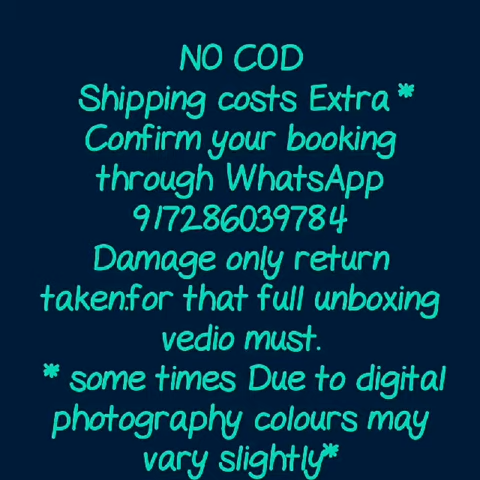 NO COD
Shipping costs Extra *
Confirm your booking
through WhatsApp
917286039784
Damage only return
taken.for that full unboxing
vedio must.
* some times Due to digital
photography colours may
vary slightly*